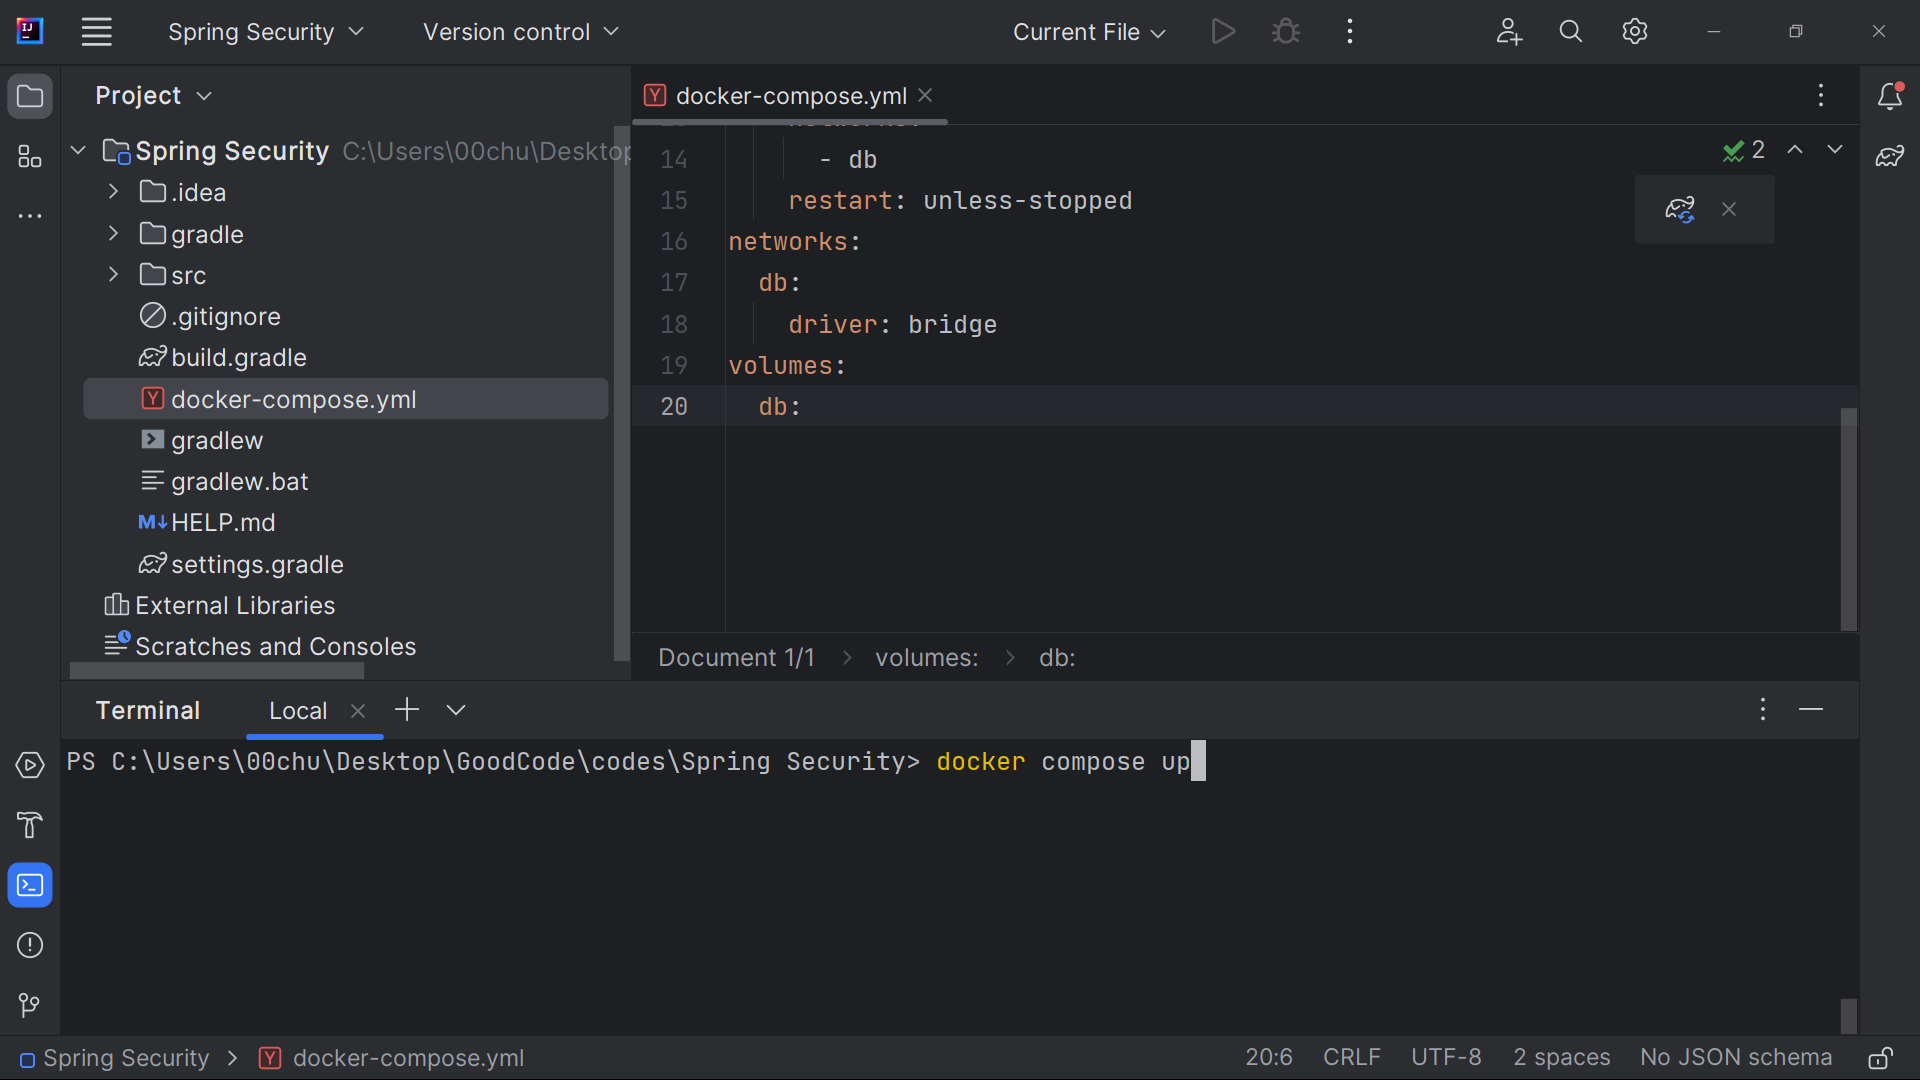 Spring Security
Version control
Current File
Project
docker-compose.yml
Spring Security C:\Users\00chu\Desktop
.idea
gradle
src
.gitignore
build.gradle
docker-compose.yml
gradlew
gradlew.bat
M↓ HELP.md
settings.gradle
External Libraries
Scratches and Consoles
14 - db
15 restart: unless-stopped
16 networks:
17 db:
18 driver: bridge
19 volumes:
20 db:
2
Document 1/1 > volumes: > db:
Terminal Local
PS C:\Users\00chu\Desktop\GoodCode\codes\Spring Security> docker compose up
Spring Security > docker-compose.yml
20:6 CRLF UTF-8 2 spaces No JSON schema